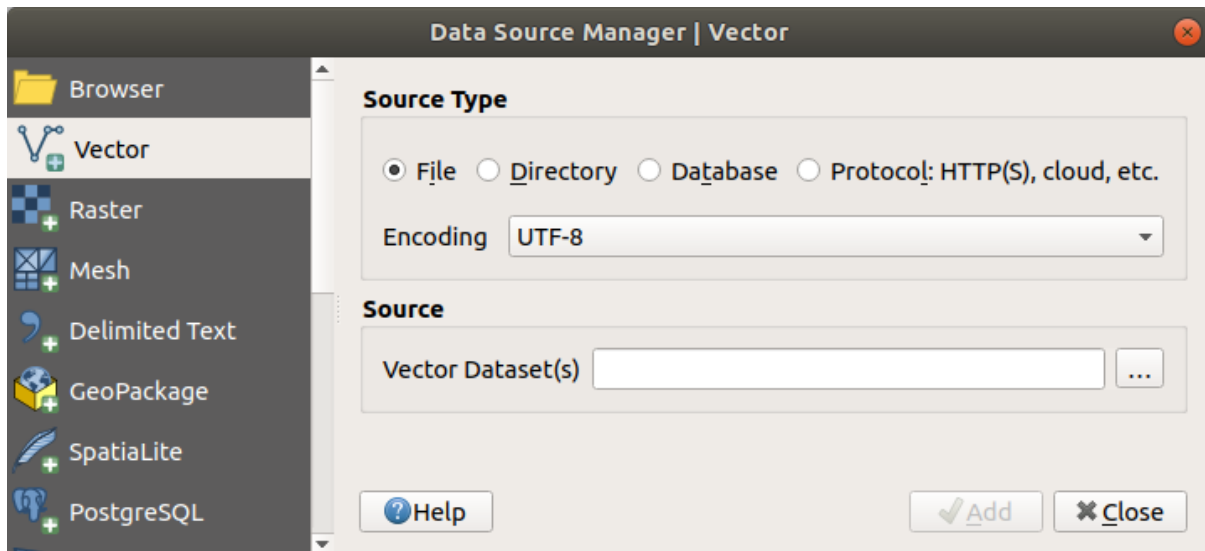 Data Source Manager | Vector
Browser
Vector
Raster
Mesh
Delimited Text
GeoPackage
SpatiaLite
PostgreSQL
Source Type
File Directory Database Protocol: HTTP(S), cloud, etc.
Encoding UTF-8
Source
Vector Dataset(s) ...
Help Add Close